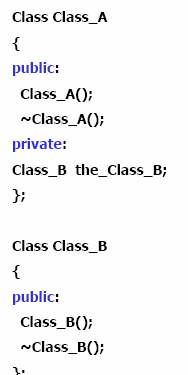 Class Class_A
{
public:
Class_A();
~Class_A();
private:
Class_B the_Class_B;
};
Class Class_B
{
public:
Class_B();
~Class_B();
};